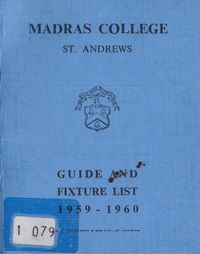 MADRAS COLLEGE
ST. ANDREWS
GUIDE AND
FIXTURE LIST
1959 - 1960
1 079